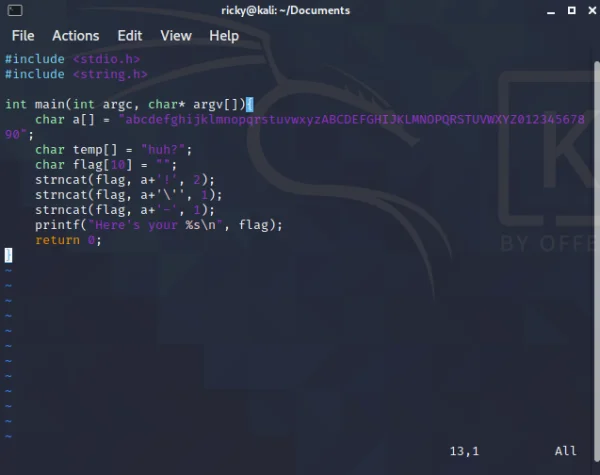 ricky@kali: ~/Documents
File Actions Edit View Help
#include <stdio.h>
#include <string.h>
int main(int argc, char* argv[]){
char a[] = "abcdefghijklmnopqrstuvwxyzABCDEFGHIJKLMNOPQRSTUVWXYZ012345678
90";
char temp[] = "huh?";
char flag[10] = "";
strncat(flag, a+'!', 2);
strncat(flag, a+'\'', 1);
strncat(flag, a+'-', 1);
printf("Here's your %s\n", flag);
return 0;
}
~
~
~
~
~
~
~
~
~
~
~
~
K
BY OFFE
13,1 All